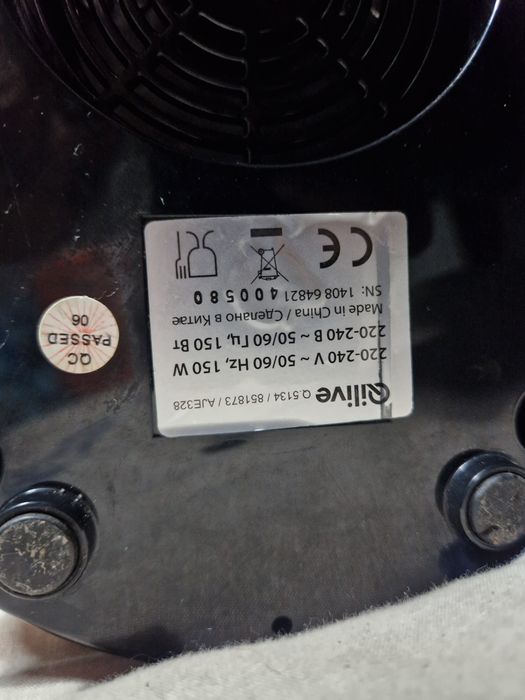 Qilive Q.5134 / 851873 / AJE328
220-240 V ~ 50/60 Hz, 150 W
220-240 В ~ 50/60 Гц, 150 Вт
Made in China / Сделано в Китае
SN: 1408 64821 400580
CE
QC
PASSED
06